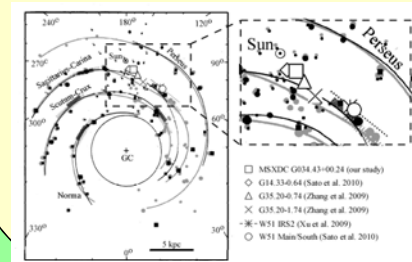 240° 180° 120°
270° 90°
300° 60°
330° 30°
0°
Sagittarius-Carina
Scutum-Crux
Norma
Perseus
Sun
GC
5 kpc
Sun
Perseus
□ MSXDC G034.43+00.24 (our study)
◇ G14.33-0.64 (Sato et al. 2010)
△ G35.20-0.74 (Zhang et al. 2009)
✕ G35.20-1.74 (Zhang et al. 2009)
W51 IRS2 (Xu et al. 2009)
○ W51 Main/South (Sato et al. 2010)